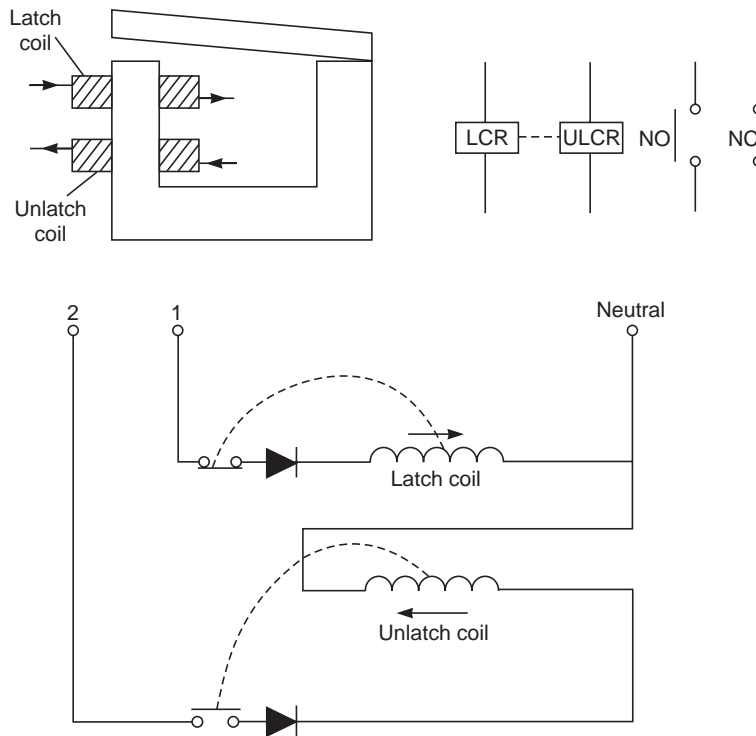 Latch
coil
Unlatch
coil
LCR
ULCR
NO
NO
2
1
Neutral
Latch coil
Unlatch coil